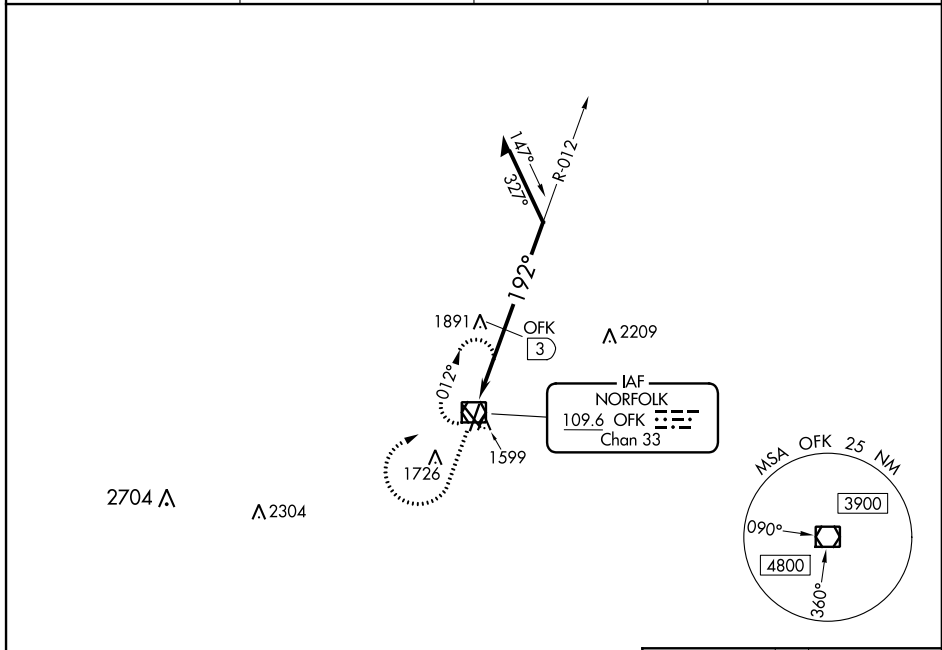 147°
327°
R-012
192°
1891
OFK
3
2209
012°
IAF
NORFOLK
109.6 OFK
Chan 33
1726
1599
2704
2304
MSA OFK 25 NM
3900
090°
4800
360°